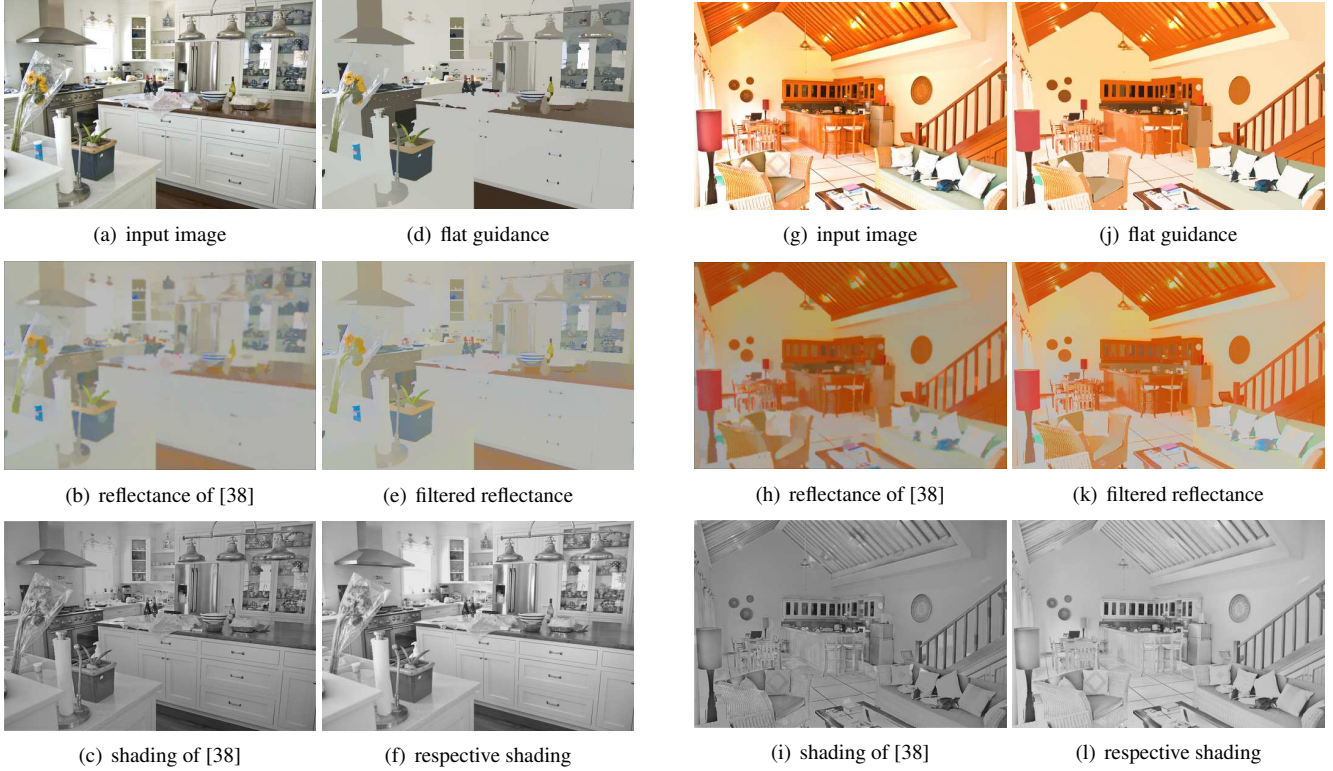 (a) input image
(d) flat guidance
(g) input image
(j) flat guidance
(b) reflectance of [38]
(e) filtered reflectance
(h) reflectance of [38]
(k) filtered reflectance
(c) shading of [38]
(f) respective shading
(i) shading of [38]
(l) respective shading